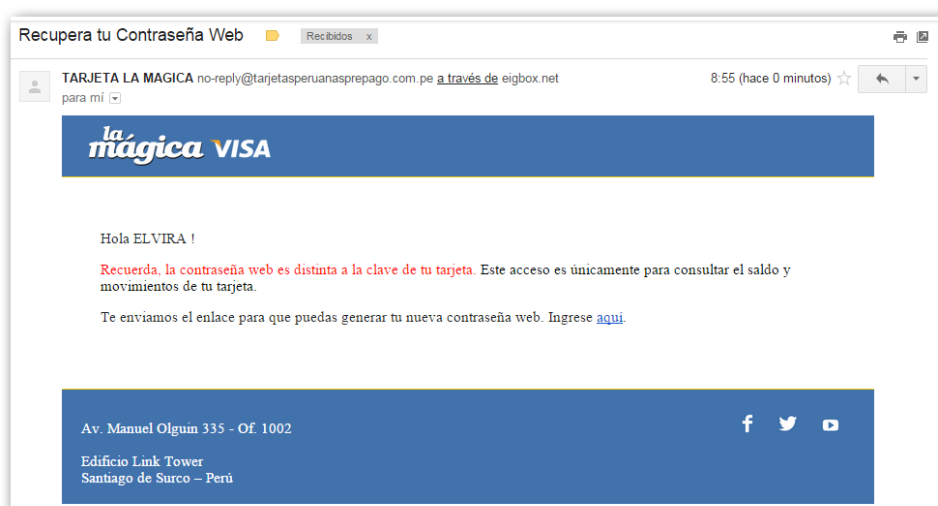 Recupera tu Contraseña Web Recibidos x
TARJETA LA MAGICA no-reply@tarjetasperuanasprepago.com.pe a través de eigbox.net 8:55 (hace 0 minutos)
para mí
la mágica VISA
Hola ELVIRA !
Recuerda, la contraseña web es distinta a la clave de tu tarjeta. Este acceso es únicamente para consultar el saldo y
movimientos de tu tarjeta.
Te enviamos el enlace para que puedas generar tu nueva contraseña web. Ingrese aquí.
Av. Manuel Olguin 335 - Of. 1002
Edificio Link Tower
Santiago de Surco – Perú